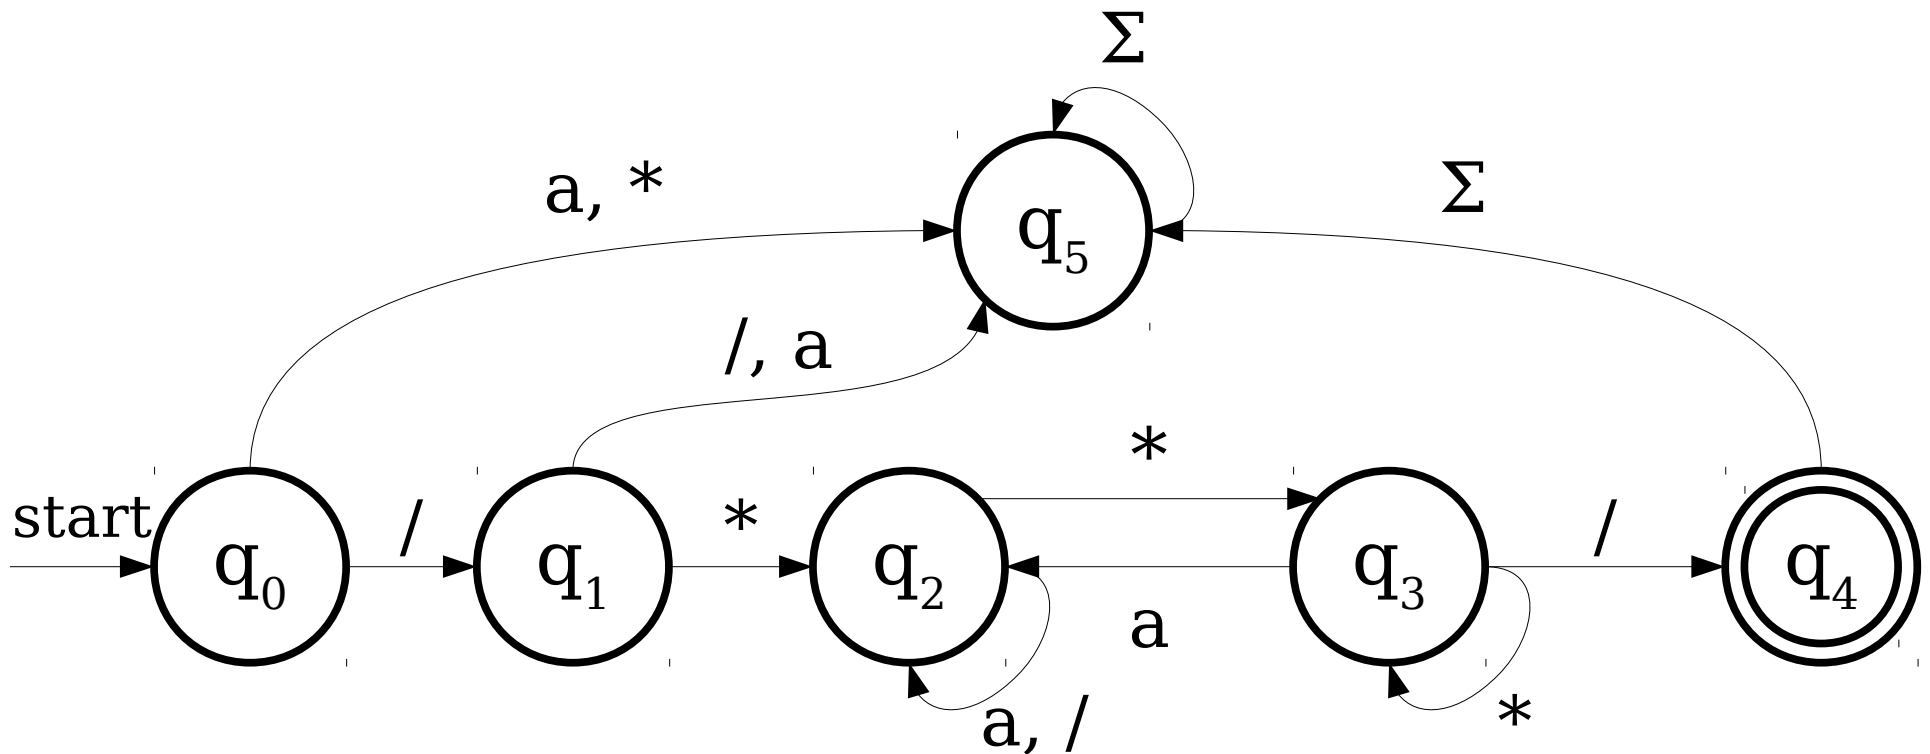 Σ
a, *
Σ
q5
/, a
*
start
/
*
/
q0
q1
q2
q3
q4
a
a, /
*